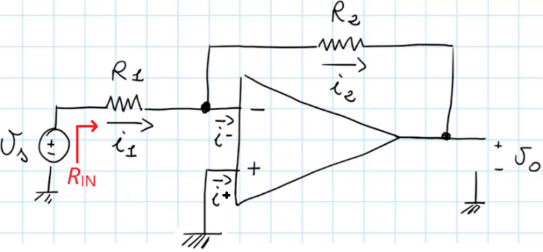 R2
i2
R1
i1
i-
-
+
i+
Vs
+
-
RIN
+
-
Vo